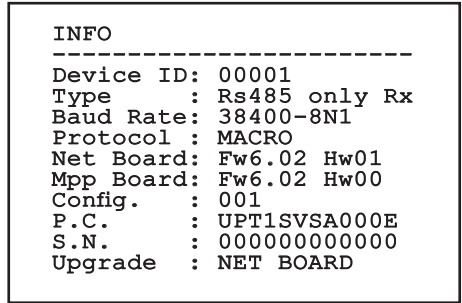 INFO
------------------------
Device ID: 00001
Type     : Rs485 only Rx
Baud Rate: 38400-8N1
Protocol : MACRO
Net Board: Fw6.02 Hw01
Mpp Board: Fw6.02 Hw00
Config.  : 001
P.C.     : UPT1SVSA000E
S.N.     : 000000000000
Upgrade  : NET BOARD